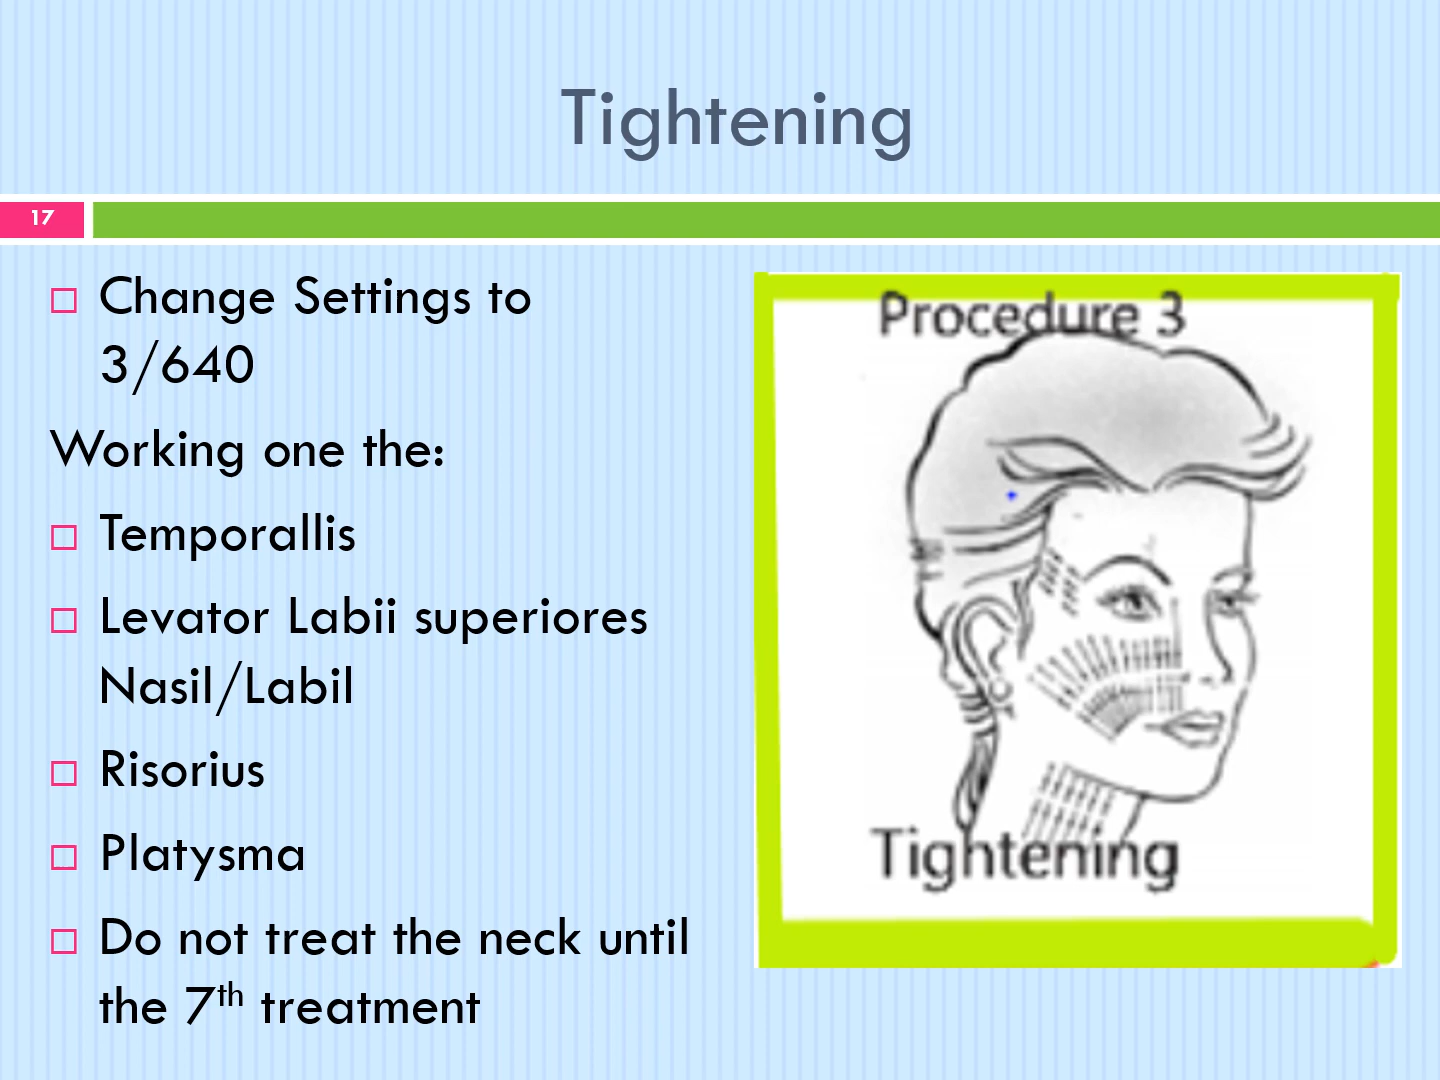 Tightening
17
Change Settings to
3/640
Working one the:
Temporallis
Levator Labii superiores
Nasil/Labil
Risorius
Platysma
Do not treat the neck until
the 7th treatment
Procedure 3
Tightening